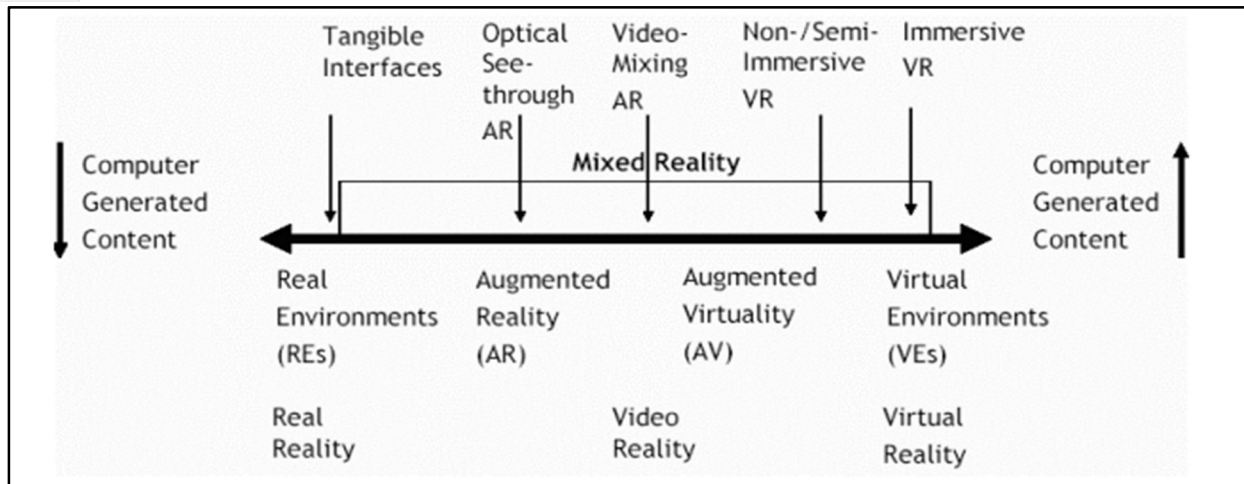 Tangible
Interfaces
Optical
See-
through
AR
Video-
Mixing
AR
Non-/Semi-
Immersive
VR
Immersive
VR
Mixed Reality
Computer
Generated
Content
Computer
Generated
Content
Real
Environments
(REs)
Augmented
Reality
(AR)
Augmented
Virtuality
(AV)
Virtual
Environments
(VEs)
Real
Reality
Video
Reality
Virtual
Reality